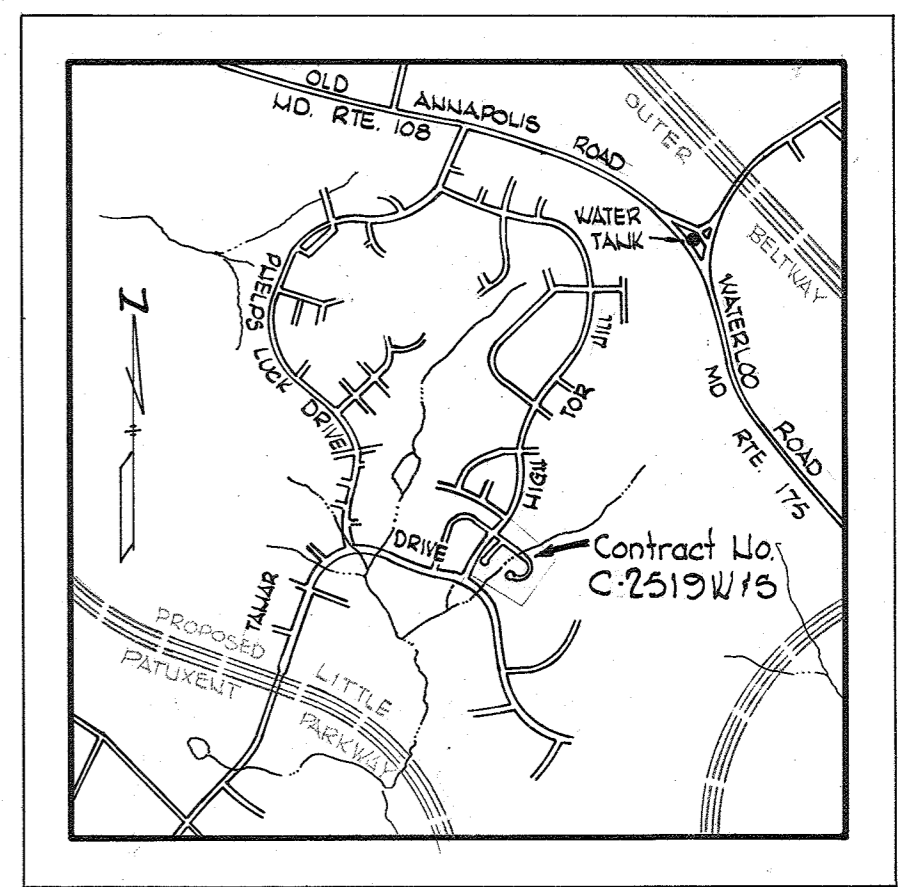 OLD ANNAPOLIS ROAD
MD. RTE. 108
OUTER BELTWAY
WATER
TANK
WATERLOO ROAD
MD RTE. 175
PHELPS LUCK DRIVE
HIGH TOR HILL
N
TAMAR DRIVE
Contract No.
C-2519 W&S
PROPOSED LITTLE
PATUXENT PARKWAY